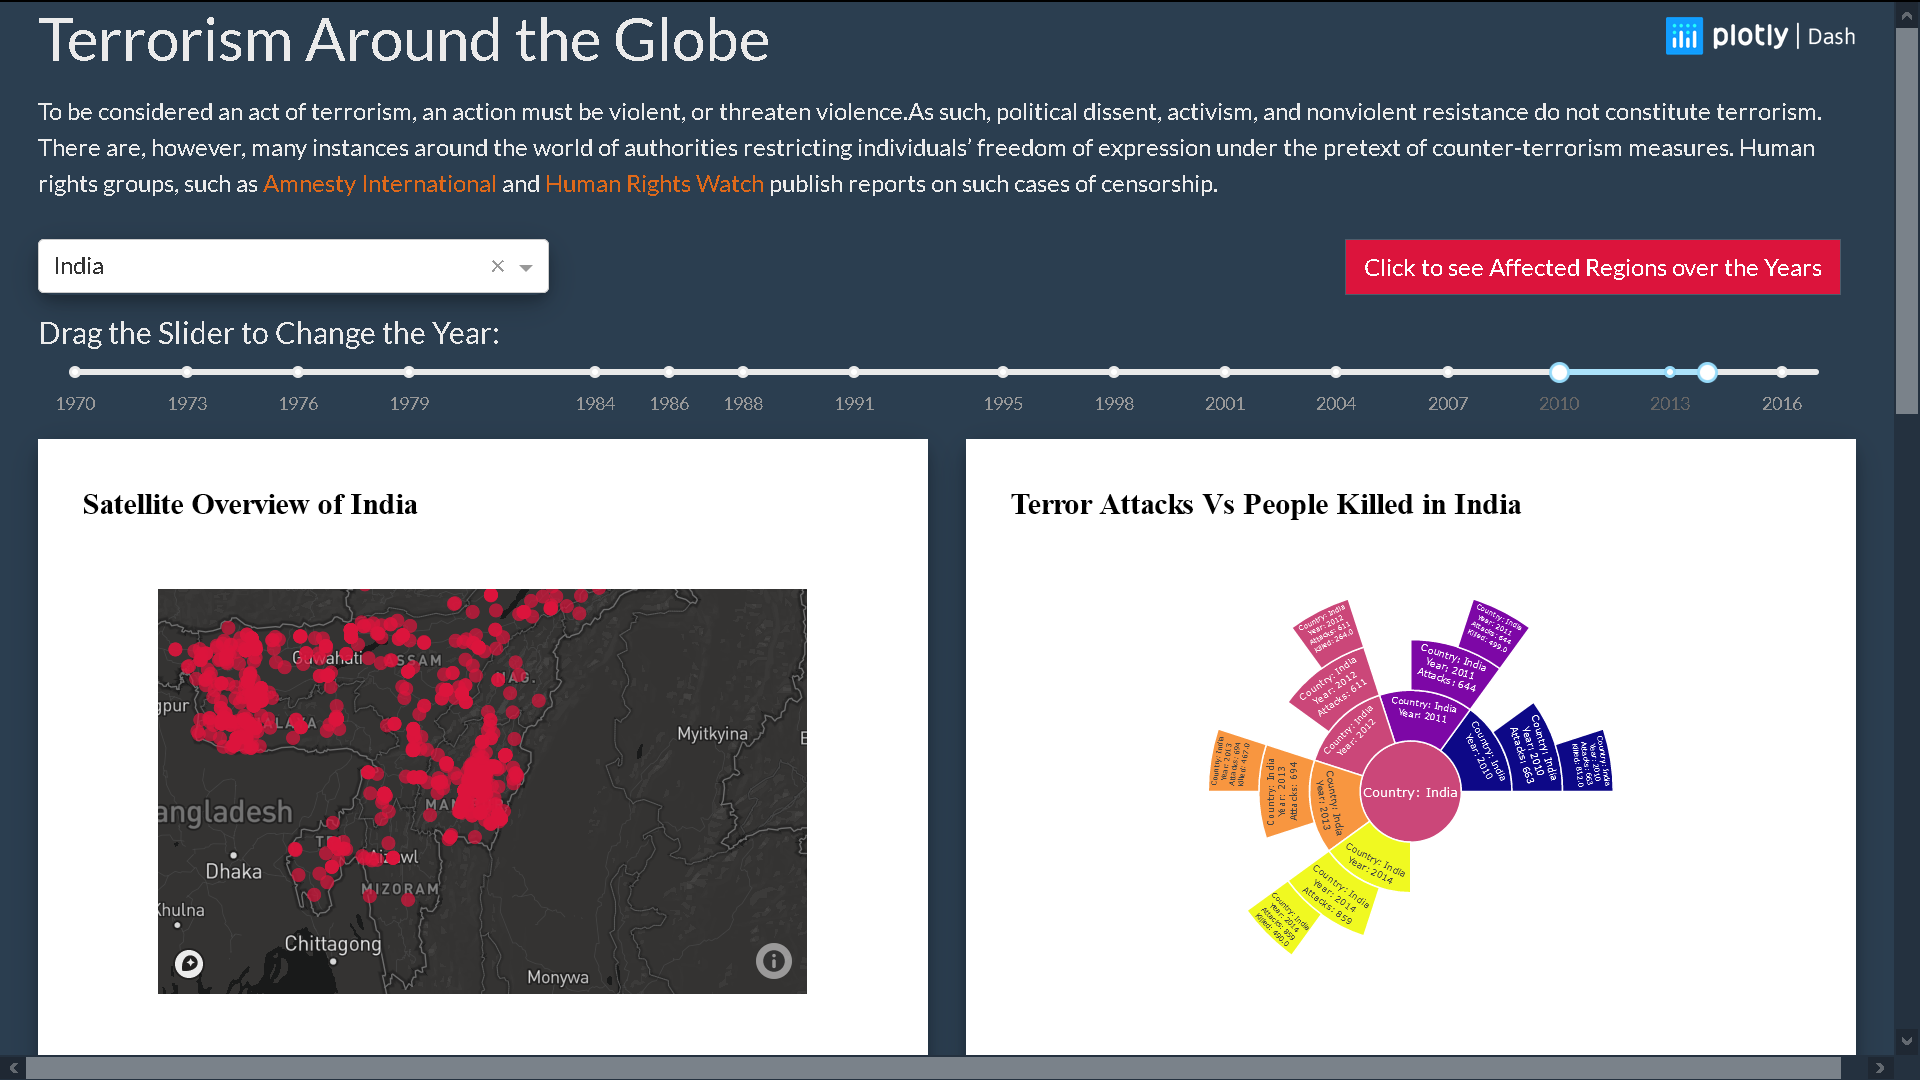 Terrorism Around the Globe
plotly | Dash
To be considered an act of terrorism, an action must be violent, or threaten violence.As such, political dissent, activism, and nonviolent resistance do not constitute terrorism.
There are, however, many instances around the world of authorities restricting individuals’ freedom of expression under the pretext of counter-terrorism measures. Human
rights groups, such as Amnesty International and Human Rights Watch publish reports on such cases of censorship.
India
Click to see Affected Regions over the Years
Drag the Slider to Change the Year:
1970 1973 1976 1979 1984 1986 1988 1991 1995 1998 2001 2004 2007 2010 2013 2016
Satellite Overview of India
Guwahati
NAG.
gpur
Myitkyina
angladesh
Dhaka
MIZORAM
Khulna
Chittagong
Monywa
Terror Attacks Vs People Killed in India
Country: India
Year: 2012
Attacks: 611
Killed: 264.0
Country: India
Year: 2012
Attacks: 611
Country: India
Year: 2012
Country: India
Year: 2011
Attacks: 644
Killed: 499.0
Country: India
Year: 2011
Attacks: 644
Country: India
Year: 2011
Country: India
Year: 2010
Country: India
Year: 2010
Attacks: 663
Country: India
Year: 2010
Attacks: 663
Killed: 812.0
Country: India
Year: 2013
Attacks: 694
Killed: 467.0
Country: India
Year: 2013
Attacks: 694
Country: India
Year: 2013
Country: India
Country: India
Year: 2014
Country: India
Year: 2014
Attacks: 859
Country: India
Year: 2014
Attacks: 859
Killed: 490.0